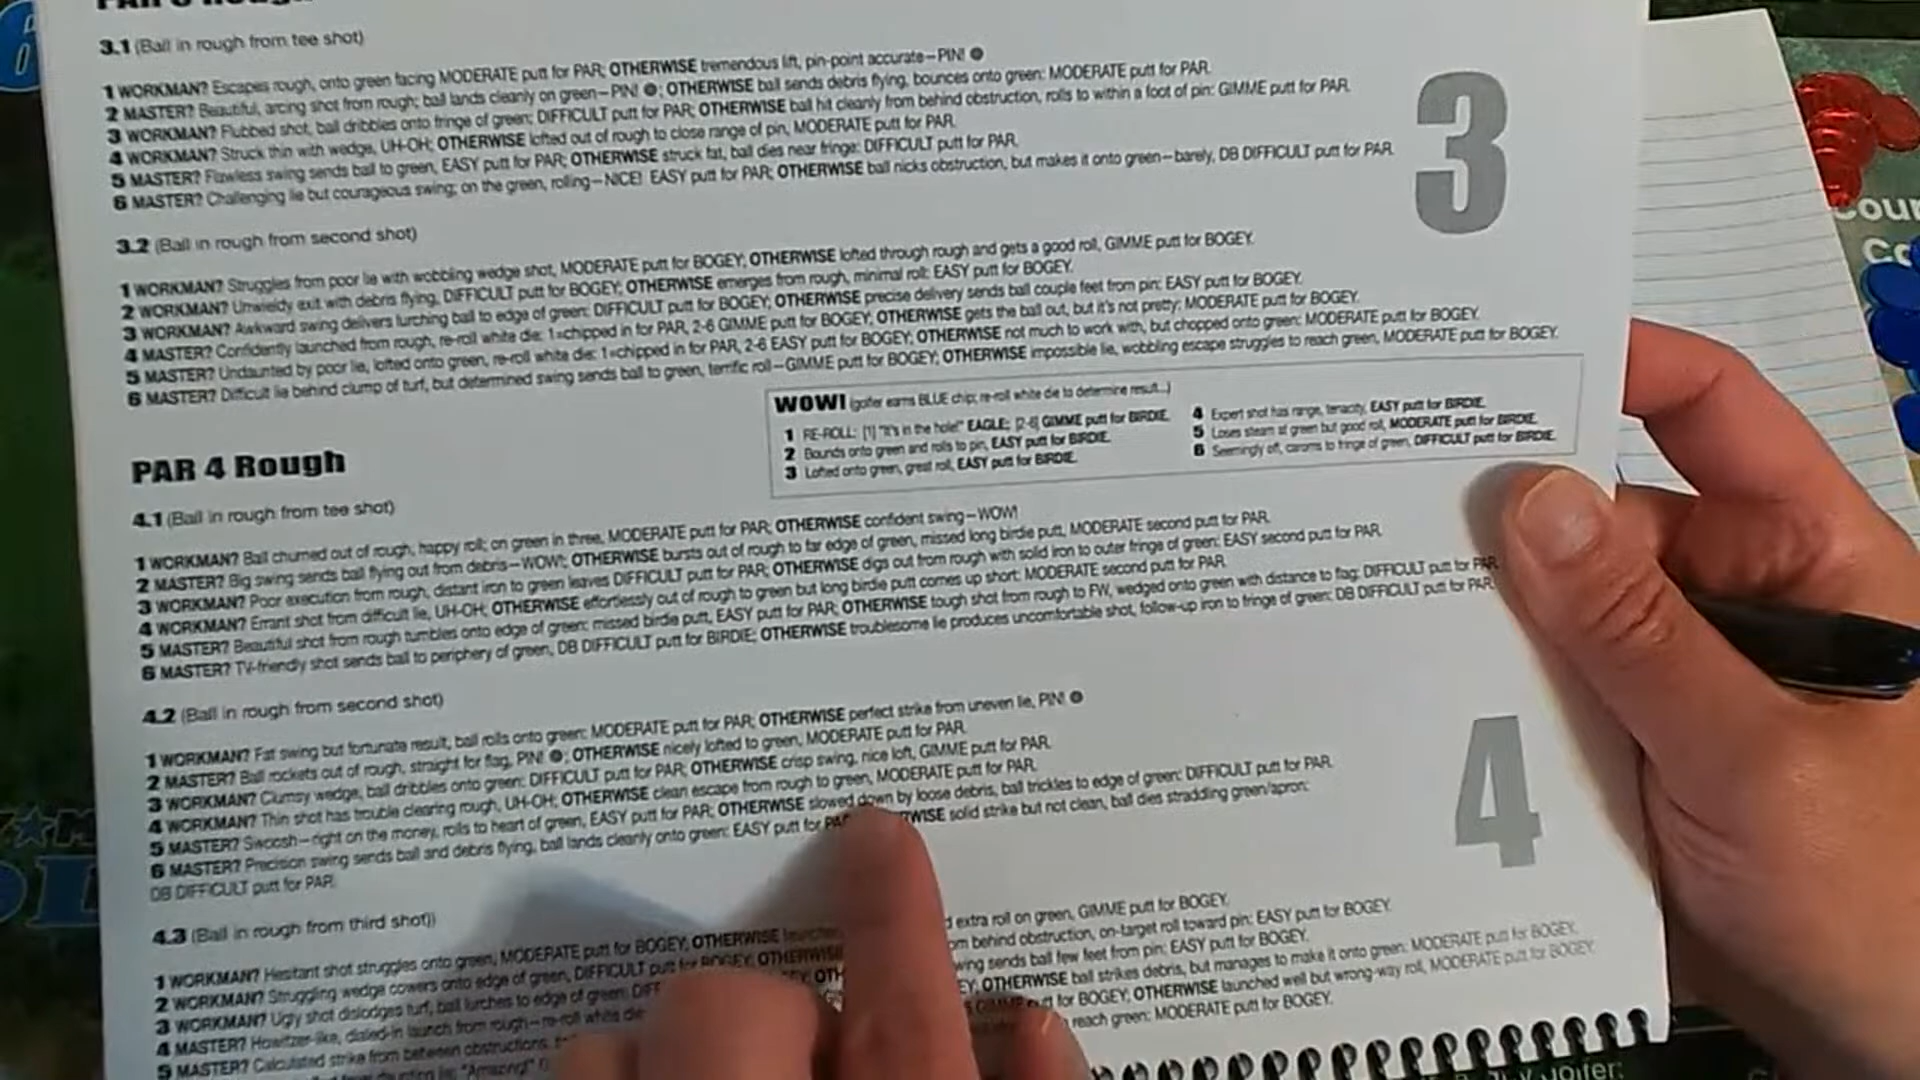 3.1 (Ball in rough from tee shot)
1 WORKMAN? Escapes rough, onto green facing MODERATE putt for PAR; OTHERWISE tremendous lift, pin-point accurate—PIN!
2 MASTER? Beautiful, arcing shot from rough; ball lands cleanly on green—PIN! ; OTHERWISE ball sends debris flying, bounces onto green: MODERATE putt for PAR.
3 WORKMAN? Flubbed shot, ball dribbles onto fringe of green: DIFFICULT putt for PAR; OTHERWISE ball hit cleanly from behind obstruction, rolls to within a foot of pin: GIMME putt for PAR.
4 WORKMAN? Struck thin with wedge, UH-OH; OTHERWISE lofted out of rough to close range of pin, MODERATE putt for PAR.
5 MASTER? Flawless swing sends ball to green, EASY putt for PAR; OTHERWISE struck fat, ball dies near fringe: DIFFICULT putt for PAR.
6 MASTER? Challenging lie but courageous swing; on the green, rolling—NICE! EASY putt for PAR; OTHERWISE ball nicks obstruction, but makes it onto green—barely, DB DIFFICULT putt for PAR.
3
3.2 (Ball in rough from second shot)
1 WORKMAN? Struggles from poor lie with wobbling wedge shot, MODERATE putt for BOGEY; OTHERWISE lofted through rough and gets a good roll, GIMME putt for BOGEY.
2 WORKMAN? Unwieldy exit with debris flying, DIFFICULT putt for BOGEY; OTHERWISE emerges from rough, minimal roll: EASY putt for BOGEY.
3 WORKMAN? Awkward swing delivers lurching ball to edge of green: DIFFICULT putt for BOGEY; OTHERWISE precise delivery sends ball couple feet from pin: EASY putt for BOGEY.
4 MASTER? Confidently launched from rough, re-roll white die: 1=chipped in for PAR, 2-6 GIMME putt for BOGEY; OTHERWISE gets the ball out, but it's not pretty: MODERATE putt for BOGEY.
5 MASTER? Undaunted by poor lie, lofted onto green, re-roll white die: 1=chipped in for PAR, 2-6 EASY putt for BOGEY; OTHERWISE not much to work with, but chopped onto green: MODERATE putt for BOGEY.
6 MASTER? Difficult lie behind clump of turf, but determined swing sends ball to green, terrific roll—GIMME putt for BOGEY; OTHERWISE impossible lie, wobbling escape struggles to reach green, MODERATE putt for BOGEY.
WOW! (golfer earns BLUE chip; re-roll white die to determine result...)
1 RE-ROLL: [1] "It's in the hole!" EAGLE; [2-6] GIMME putt for BIRDIE.
2 Bounds onto green and rolls to pin, EASY putt for BIRDIE.
3 Lofted onto green, great roll, EASY putt for BIRDIE.
4 Expert shot has range, tenacity, EASY putt for BIRDIE.
5 Loses steam at green but good roll, MODERATE putt for BIRDIE.
6 Seemingly off, caroms to fringe of green, DIFFICULT putt for BIRDIE.
PAR 4 Rough
4.1 (Ball in rough from tee shot)
1 WORKMAN? Ball churned out of rough, happy roll; on green in three, MODERATE putt for PAR; OTHERWISE confident swing—WOW!
2 MASTER? Big swing sends ball flying out from debris—WOW!; OTHERWISE bursts out of rough to far edge of green, missed long birdie putt, MODERATE second putt for PAR.
3 WORKMAN? Poor execution from rough, distant iron to green leaves DIFFICULT putt for PAR; OTHERWISE digs out from rough with solid iron to outer fringe of green: EASY second putt for PAR.
4 WORKMAN? Errant shot from difficult lie, UH-OH; OTHERWISE effortlessly out of rough to green but long birdie putt comes up short: MODERATE second putt for PAR.
5 MASTER? Beautiful shot from rough tumbles onto edge of green: missed birdie putt, EASY putt for PAR; OTHERWISE tough shot from rough to FW, wedged onto green with distance to flag: DIFFICULT putt for PAR.
6 MASTER? TV-friendly shot sends ball to periphery of green, DB DIFFICULT putt for BIRDIE; OTHERWISE troublesome lie produces uncomfortable shot, follow-up iron to fringe of green: DB DIFFICULT putt for PAR.
4.2 (Ball in rough from second shot)
1 WORKMAN? Fat swing but fortunate result, ball rolls onto green: MODERATE putt for PAR; OTHERWISE perfect strike from uneven lie, PIN!
2 MASTER? Ball rockets out of rough, straight for flag, PIN! ; OTHERWISE nicely lofted to green, MODERATE putt for PAR.
3 WORKMAN? Clumsy wedge, ball dribbles onto green: DIFFICULT putt for PAR; OTHERWISE crisp swing, nice loft, GIMME putt for PAR.
4 WORKMAN? Thin shot has trouble clearing rough, UH-OH; OTHERWISE clean escape from rough to green, MODERATE putt for PAR.
5 MASTER? Swoosh—right on the money, rolls to heart of green, EASY putt for PAR; OTHERWISE slowed down by loose debris, ball trickles to edge of green: DIFFICULT putt for PAR.
6 MASTER? Precision swing sends ball and debris flying, ball lands cleanly onto green: EASY putt for solid strike but not clean, ball dies stradding green/apron:
DB DIFFICULT putt for PAR.
4
4.3 (Ball in rough from third shot))
1 WORKMAN? Hesitant shot struggles onto green, MODERATE putt for BOGEY; OTHERWISE extra roll on green, GIMME putt for BOGEY.
2 WORKMAN? Struggling wedge cowers onto edge of green, DIFFICULT putt for BOGEY; OTHERWISE behind obstruction, on-target roll toward pin: EASY putt for BOGEY.
3 WORKMAN? Ugly shot dislodges turf, ball lurches to edge of green: sends ball few feet from pin: EASY putt for BOGEY.
4 MASTER? Howitzer-like, dialed-in launch from rough—re-roll white OTHERWISE ball strikes debris, but manages to make it onto green: MODERATE putt for BOGEY.
5 MASTER? Calculated strike from between obstructions, GIMME putt for BOGEY; OTHERWISE launched well but wrong-way roll, MODERATE putt for BOGEY.
reach green: MODERATE putt for BOGEY.